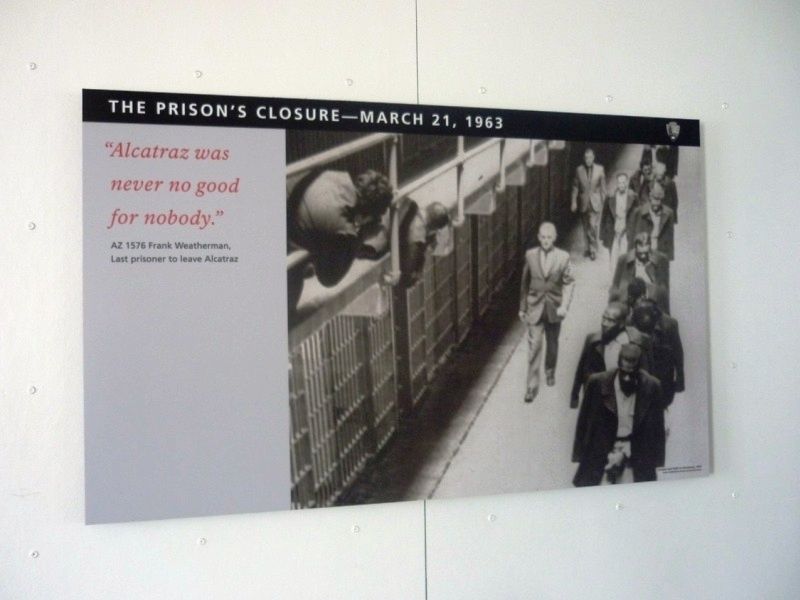 THE PRISON'S CLOSURE—MARCH 21, 1963
“Alcatraz was
never no good
for nobody.”
AZ 1576 Frank Weatherman,
Last prisoner to leave Alcatraz